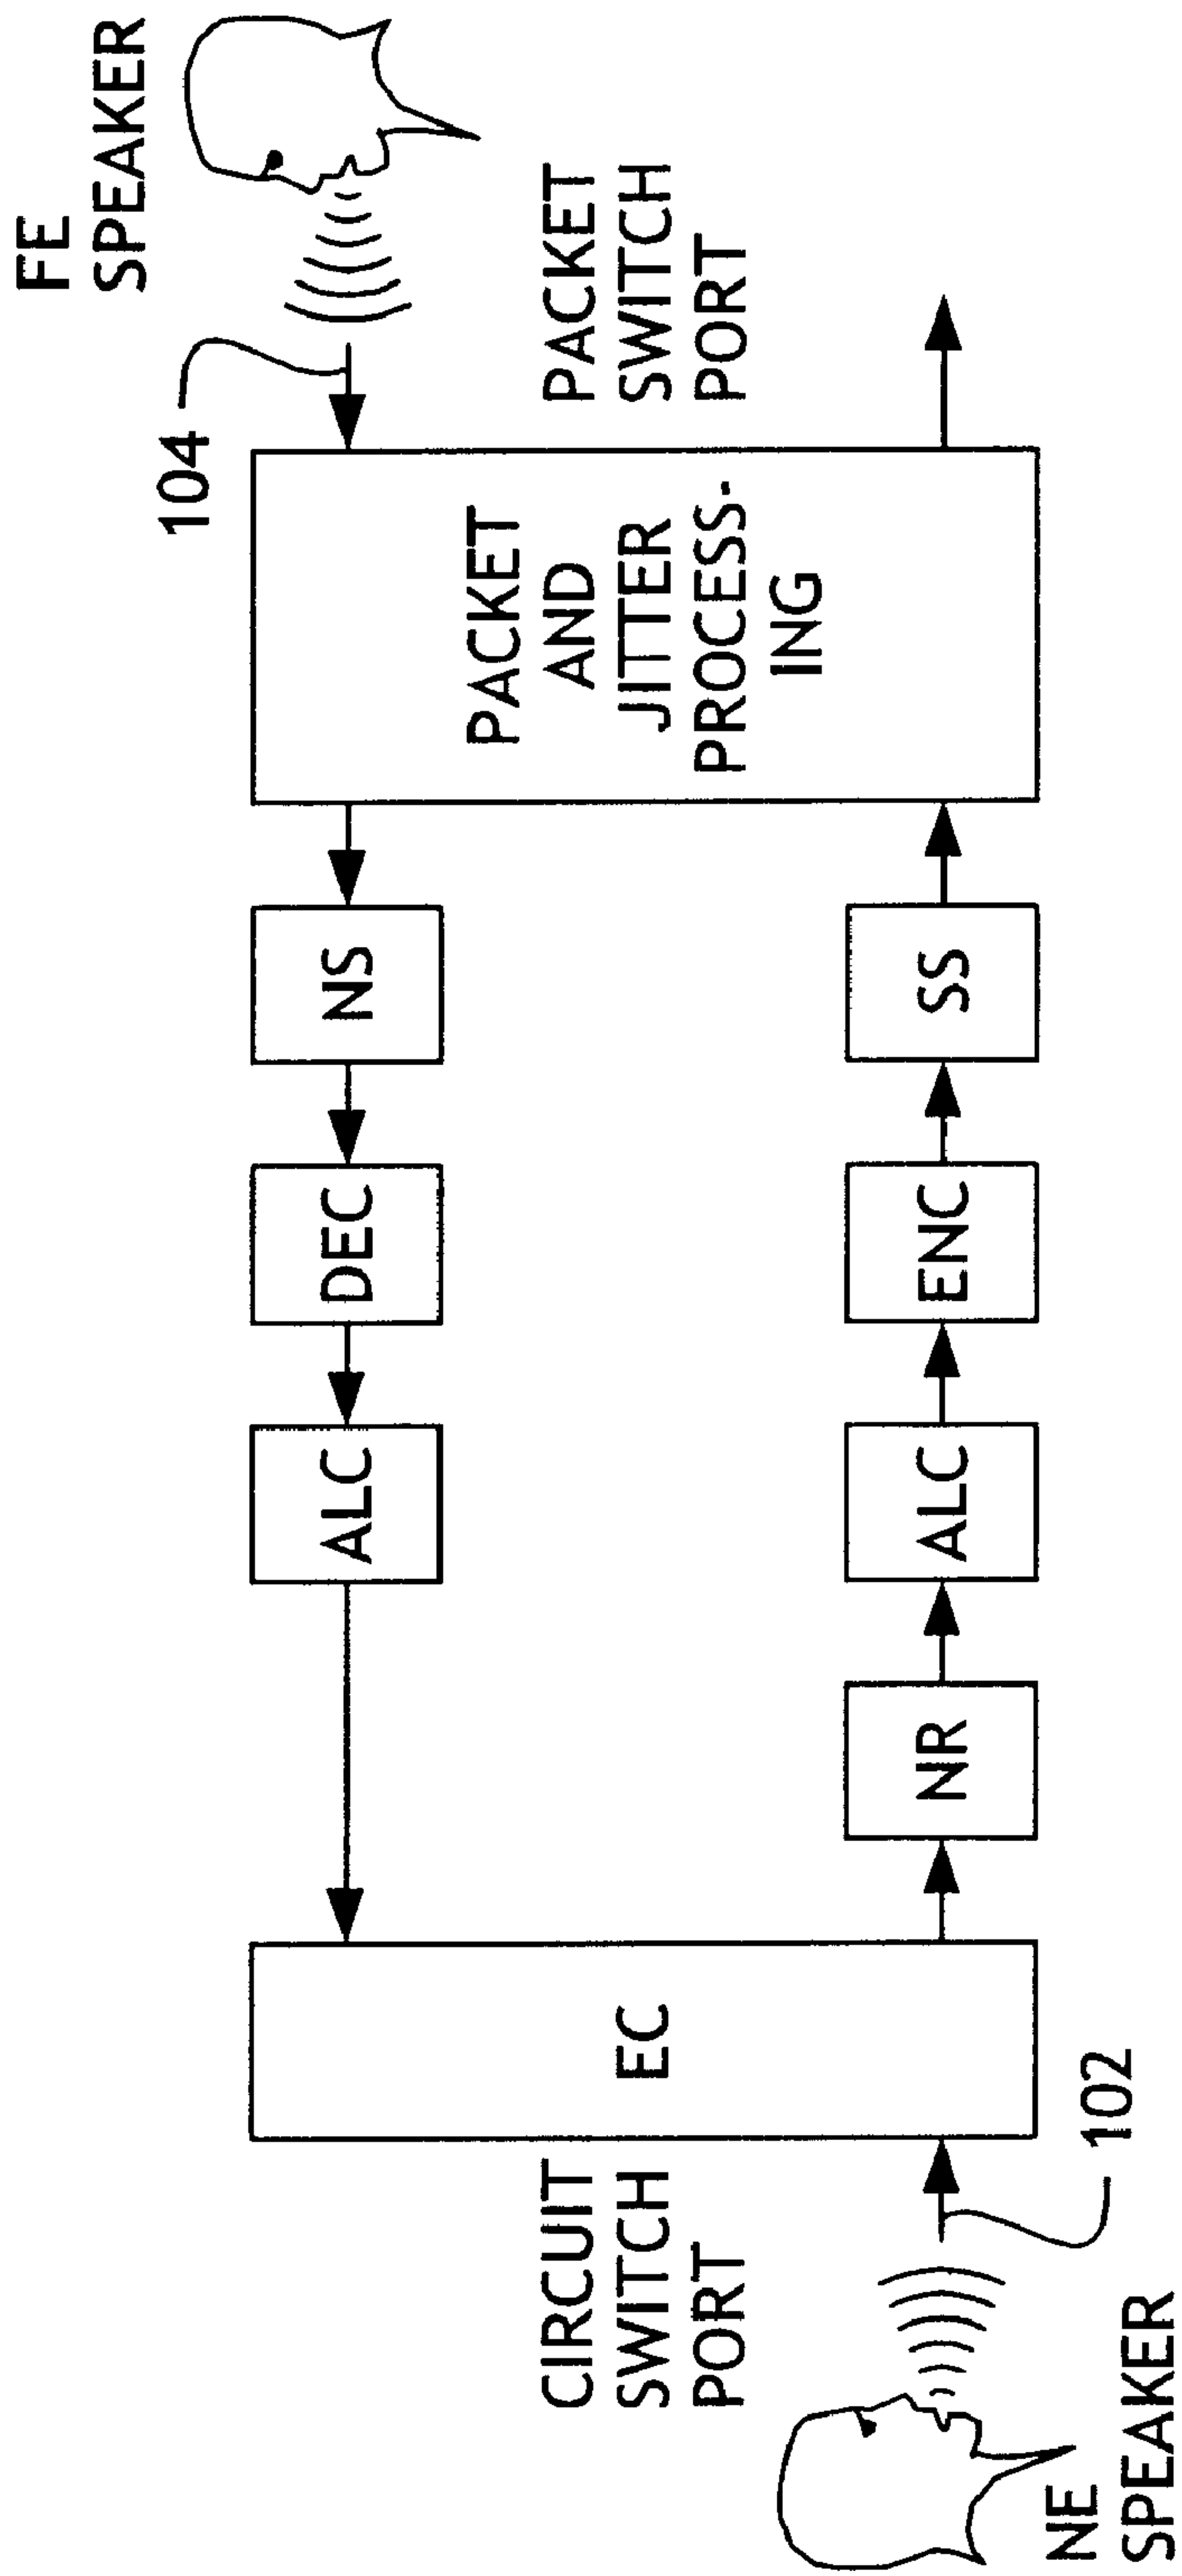 FE
SPEAKER
104
PACKET
SWITCH
PORT
PACKET
AND
JITTER
PROCESS-
ING
NS
DEC
ALC
SS
ENC
ALC
NR
EC
CIRCUIT
SWITCH
PORT
102
NE
SPEAKER